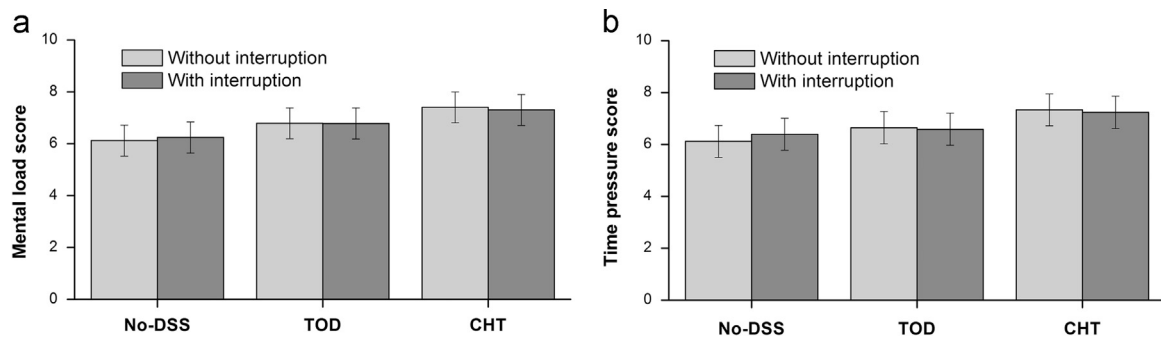 a
10
8
6
4
2
0
Mental load score
Without interruption
With interruption
No-DSS TOD CHT
b
10
8
6
4
2
0
Time pressure score
Without interruption
With interruption
No-DSS TOD CHT